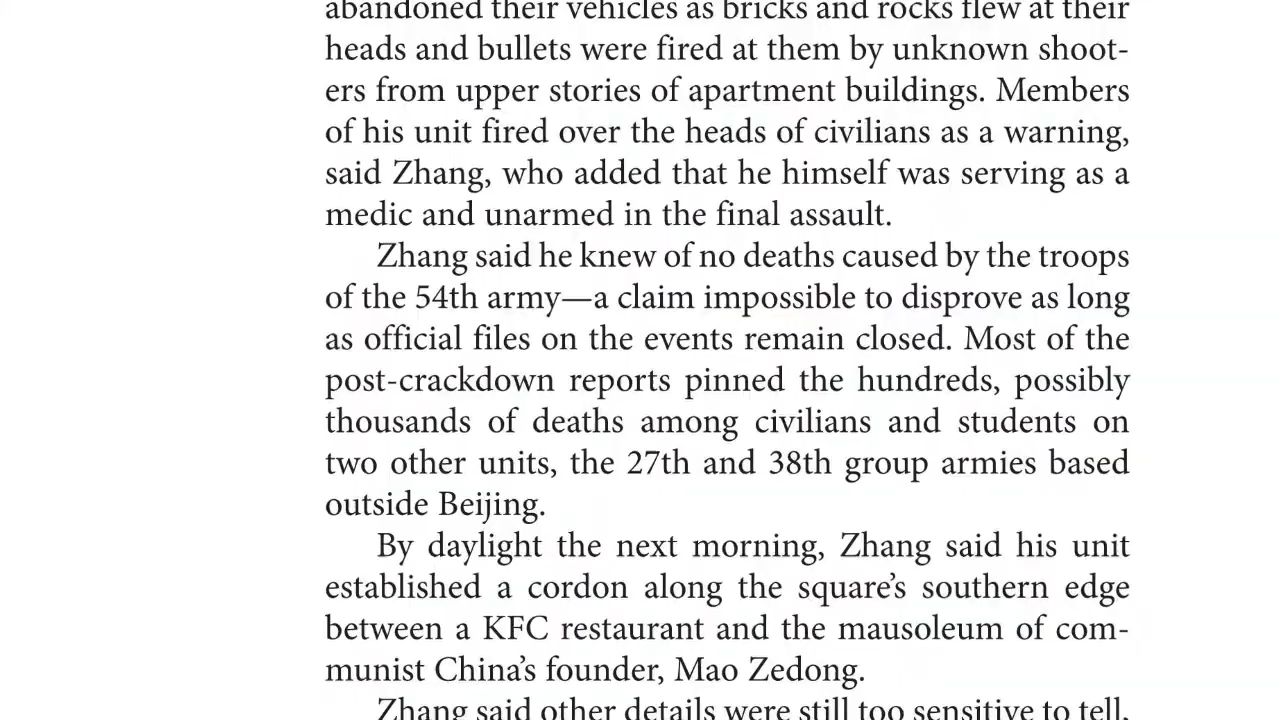 abandoned their vehicles as bricks and rocks flew at their
heads and bullets were fired at them by unknown shoot-
ers from upper stories of apartment buildings. Members
of his unit fired over the heads of civilians as a warning,
said Zhang, who added that he himself was serving as a
medic and unarmed in the final assault.
Zhang said he knew of no deaths caused by the troops
of the 54th army—a claim impossible to disprove as long
as official files on the events remain closed. Most of the
post-crackdown reports pinned the hundreds, possibly
thousands of deaths among civilians and students on
two other units, the 27th and 38th group armies based
outside Beijing.
By daylight the next morning, Zhang said his unit
established a cordon along the square’s southern edge
between a KFC restaurant and the mausoleum of com-
munist China’s founder, Mao Zedong.
Zhang said other details were still too sensitive to tell,